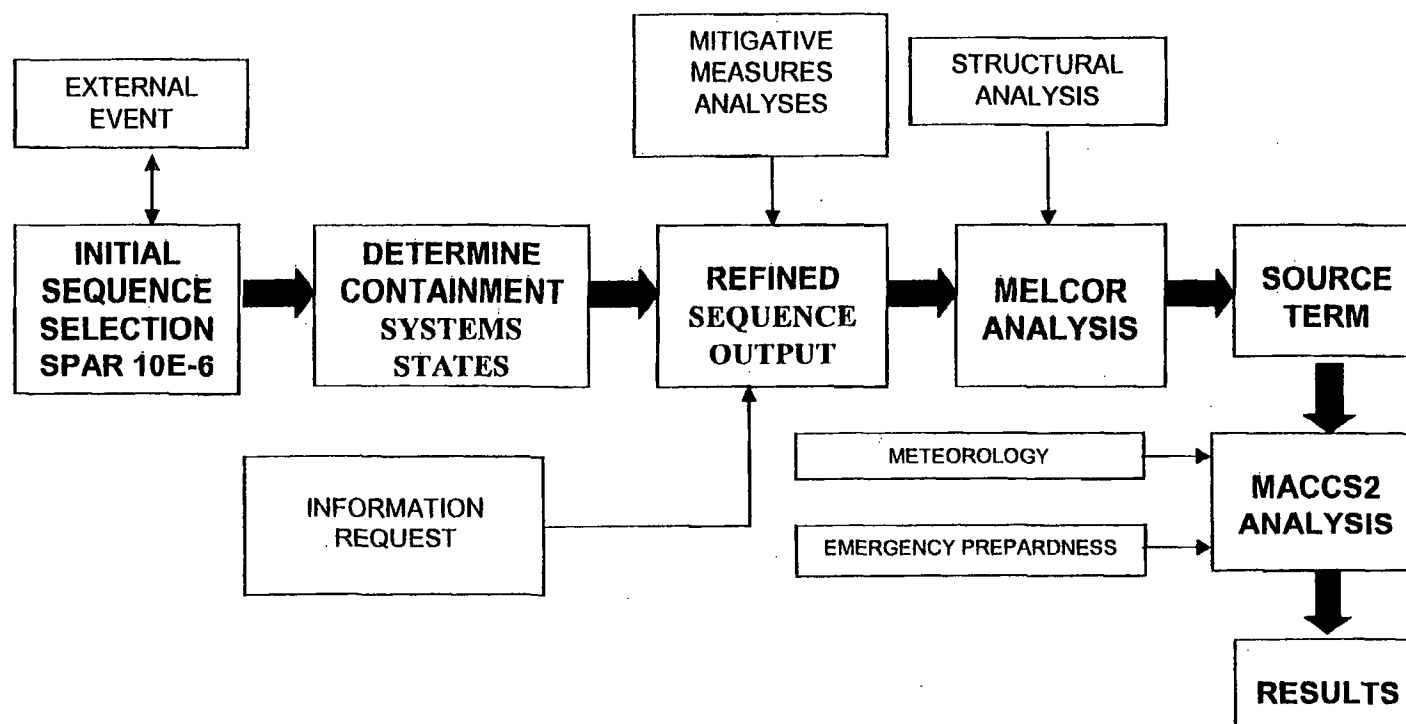 EXTERNAL
EVENT
MITIGATIVE
MEASURES
ANALYSES
STRUCTURAL
ANALYSIS
INITIAL
SEQUENCE
SELECTION
SPAR 10E-6
DETERMINE
CONTAINMENT
SYSTEMS
STATES
REFINED
SEQUENCE
OUTPUT
MELCOR
ANALYSIS
SOURCE
TERM
INFORMATION
REQUEST
METEOROLOGY
EMERGENCY PREPARDNESS
MACCS2
ANALYSIS
RESULTS